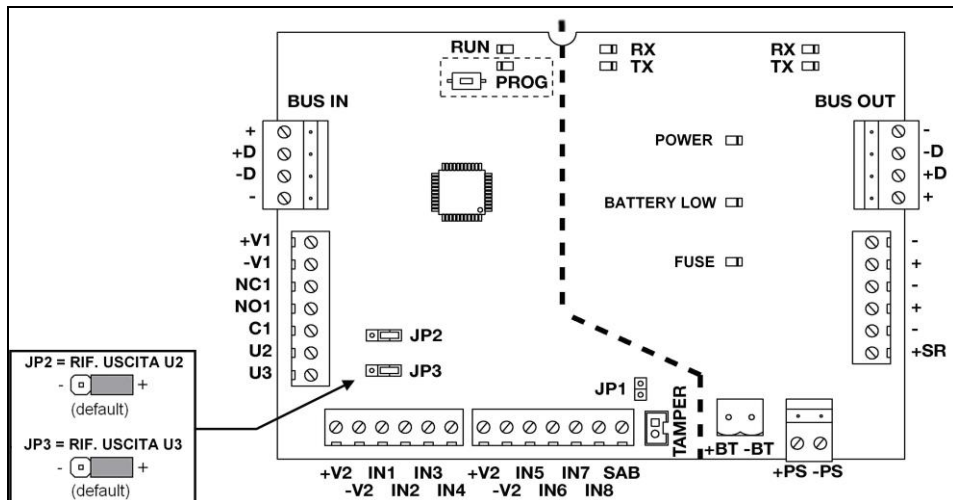 RUN RX RX
TX TX
PROG
BUS IN BUS OUT
+ -
+D POWER -D
-D +D
- BATTERY LOW +
+V1 -
-V1 FUSE +
NC1 -
NO1 +
C1 -
U2 JP2 +SR
U3 JP3
JP2 = RIF. USCITA U2
- +
(default)
JP3 = RIF. USCITA U3
- +
(default)
JP1
TAMPER
+BT -BT
+PS -PS
+V2 IN1 IN3 +V2 IN5 IN7 SAB
-V2 IN2 IN4 -V2 IN6 IN8